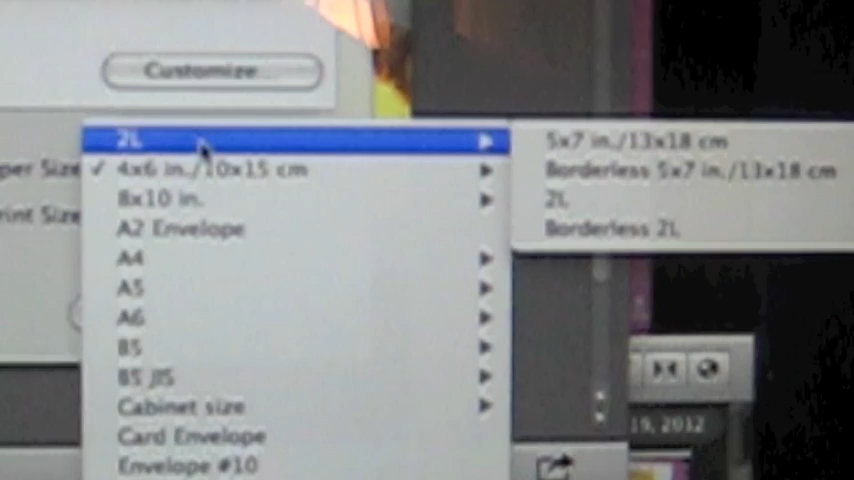 Customize...
per Size
rint Size
2L
✓ 4x6 in./10x15 cm
8x10 in.
A2 Envelope
A4
A5
A6
B5
B5 JIS
Cabinet size
Card Envelope
Envelope #10
5x7 in./13x18 cm
Borderless 5x7 in./13x18 cm
2L
Borderless 2L
19, 2012